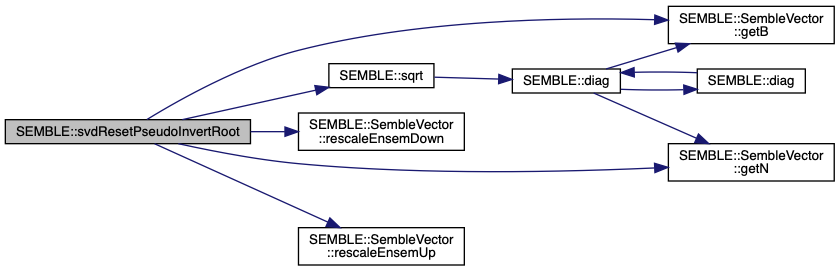 SEMBLE::svdResetPseudoInvertRoot
SEMBLE::sqrt
SEMBLE::SembleVector
::rescaleEnsemDown
SEMBLE::SembleVector
::rescaleEnsemUp
SEMBLE::diag
SEMBLE::SembleVector
::getB
SEMBLE::diag
SEMBLE::SembleVector
::getN